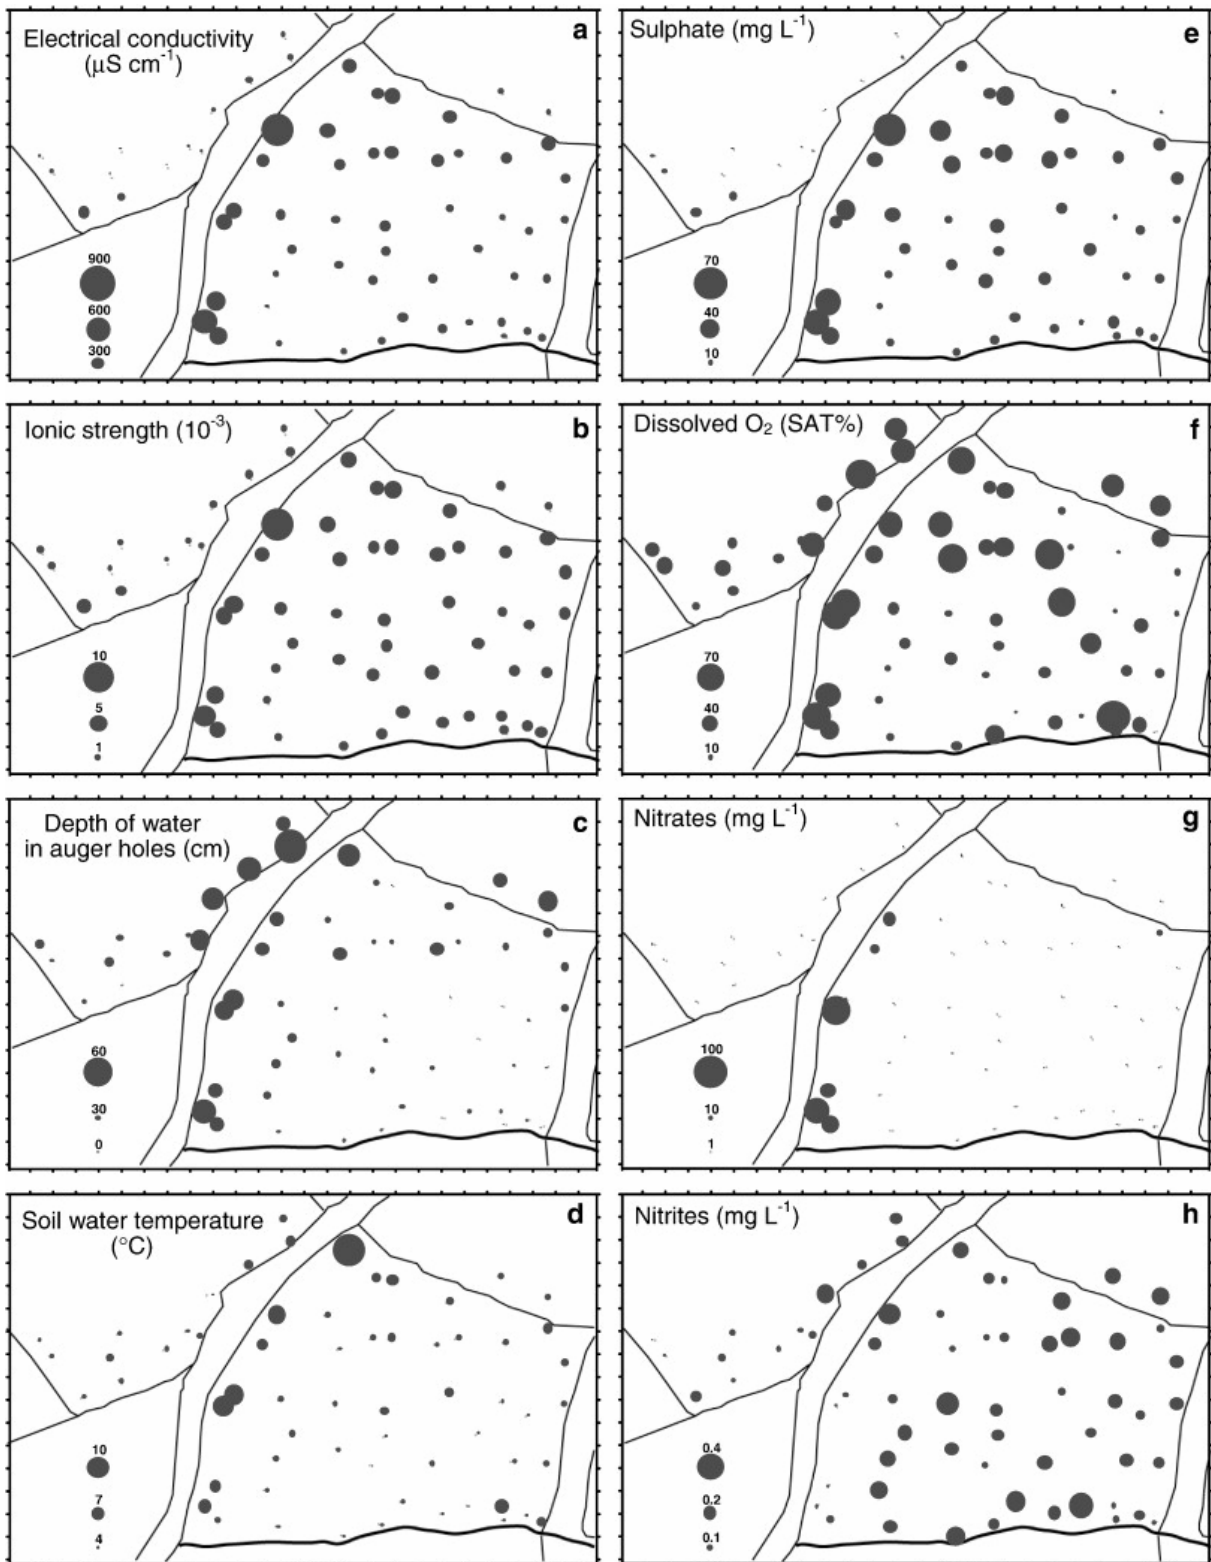 Electrical conductivity
(μS cm⁻¹)
a
900
600
300
Sulphate (mg L⁻¹)
e
70
40
10
Ionic strength (10⁻³)
b
10
5
1
Dissolved O₂ (SAT%)
f
70
40
10
Depth of water
in auger holes (cm)
c
60
30
0
Nitrates (mg L⁻¹)
g
100
10
1
Soil water temperature
(°C)
d
10
7
4
Nitrites (mg L⁻¹)
h
0.4
0.2
0.1